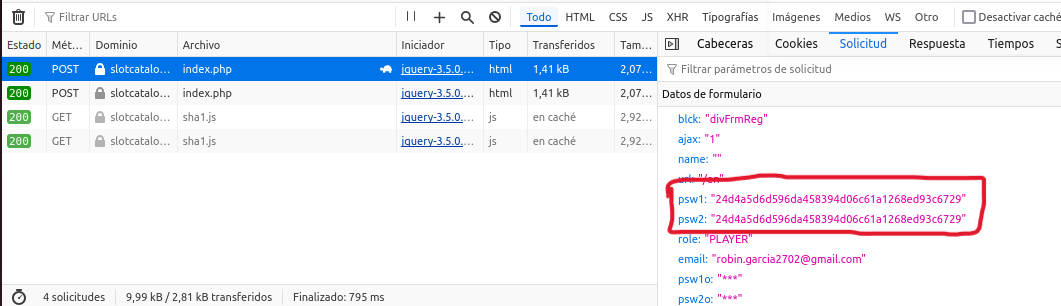 Filtrar URLs
Todo HTML CSS JS XHR Tipografías Imágenes Medios WS Otro Desactivar caché
Estado Mét… Dominio Archivo Iniciador Tipo Transferidos Tam…
200 POST slotcatalo… index.php jquery-3.5.0.… html 1,41 kB 2,07…
200 POST slotcatalo… index.php jquery-3.5.0.… html 1,41 kB 2,07…
200 GET slotcatalo… sha1.js jquery-3.5.0.… js en caché 2,92…
200 GET slotcatalo… sha1.js jquery-3.5.0.… js en caché 2,92…
4 solicitudes 9,99 kB / 2,81 kB transferidos Finalizado: 795 ms
Cabeceras Cookies Solicitud Respuesta Tiempos S
Filtrar parámetros de solicitud
Datos de formulario
blck: "divFrmReg"
ajax: "1"
name: ""
url: "/en"
psw1: "24d4a5d6d596da458394d06c61a1268ed93c6729"
psw2: "24d4a5d6d596da458394d06c61a1268ed93c6729"
role: "PLAYER"
email: "robin.garcia2702@gmail.com"
psw1o: "***"
psw2o: "***"